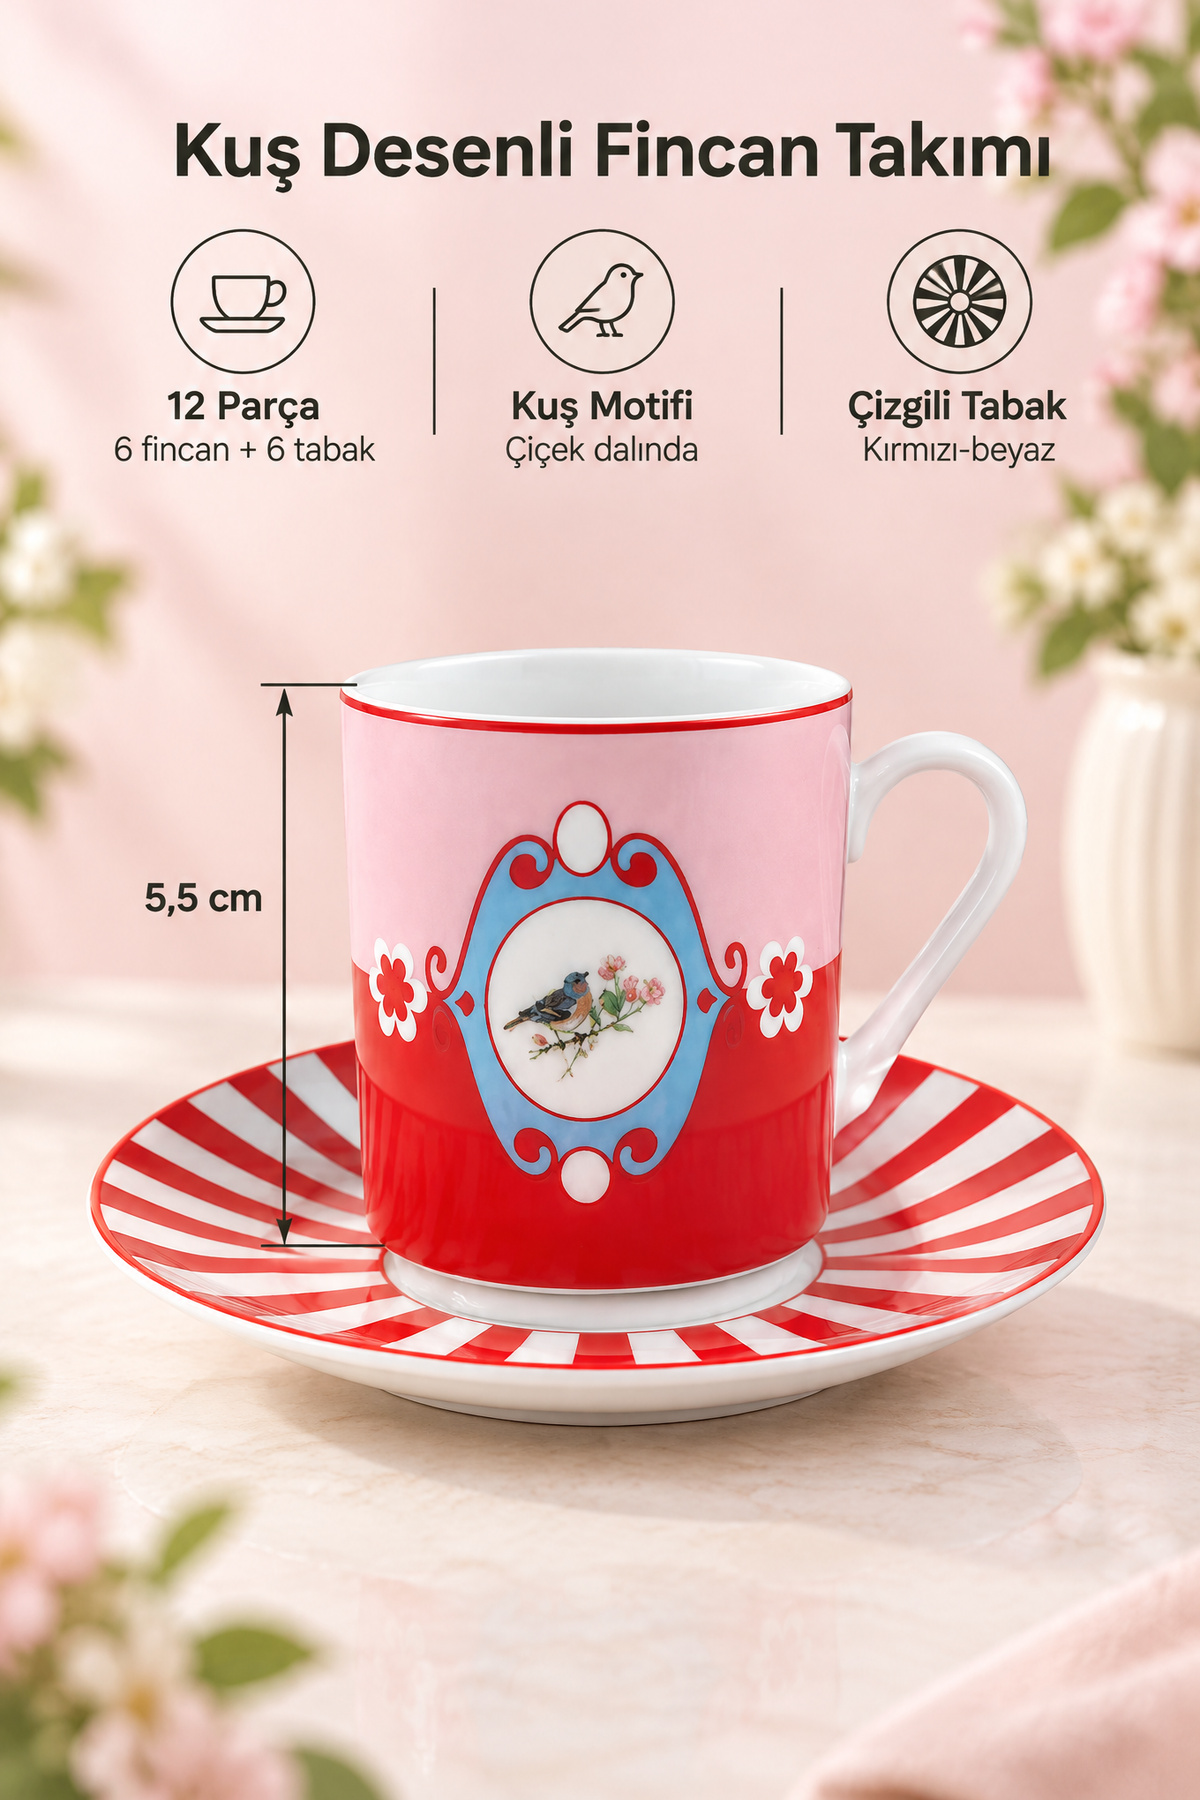 Kuş Desenli Fincan Takımı
12 Parça
6 fincan + 6 tabak
Kuş Motifi
Çiçek dalında
Çizgili Tabak
Kırmızı-beyaz
5,5 cm